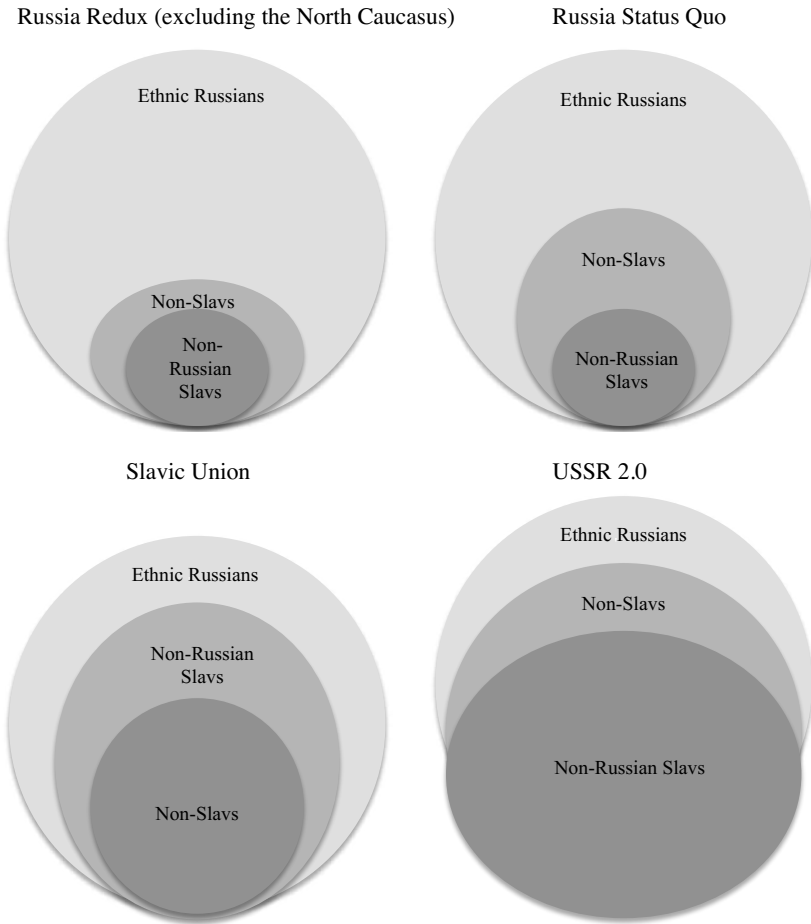 Russia Redux (excluding the North Caucasus)
Ethnic Russians
Non-Slavs
Non-
Russian
Slavs
Russia Status Quo
Ethnic Russians
Non-Slavs
Non-Russian
Slavs
Slavic Union
Ethnic Russians
Non-Russian
Slavs
Non-Slavs
USSR 2.0
Ethnic Russians
Non-Slavs
Non-Russian Slavs